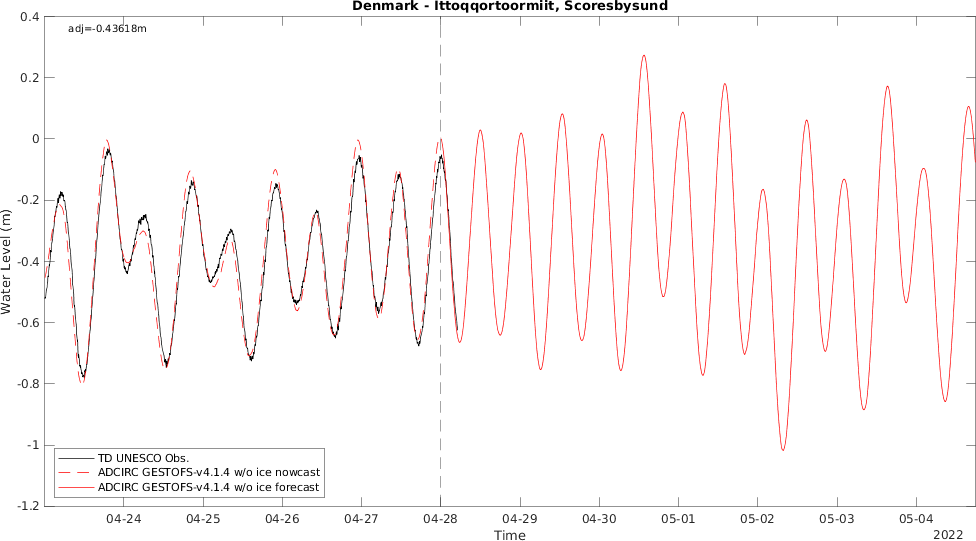 Denmark - Ittoqqortoormiit, Scoresbysund
adj=-0.43618m
0.4
0.2
0
-0.2
-0.4
-0.6
-0.8
-1
-1.2
Water Level (m)
TD UNESCO Obs.
ADCIRC GESTOFS-v4.1.4 w/o ice nowcast
ADCIRC GESTOFS-v4.1.4 w/o ice forecast
04-24 04-25 04-26 04-27 04-28 04-29 04-30 05-01 05-02 05-03 05-04
Time
2022